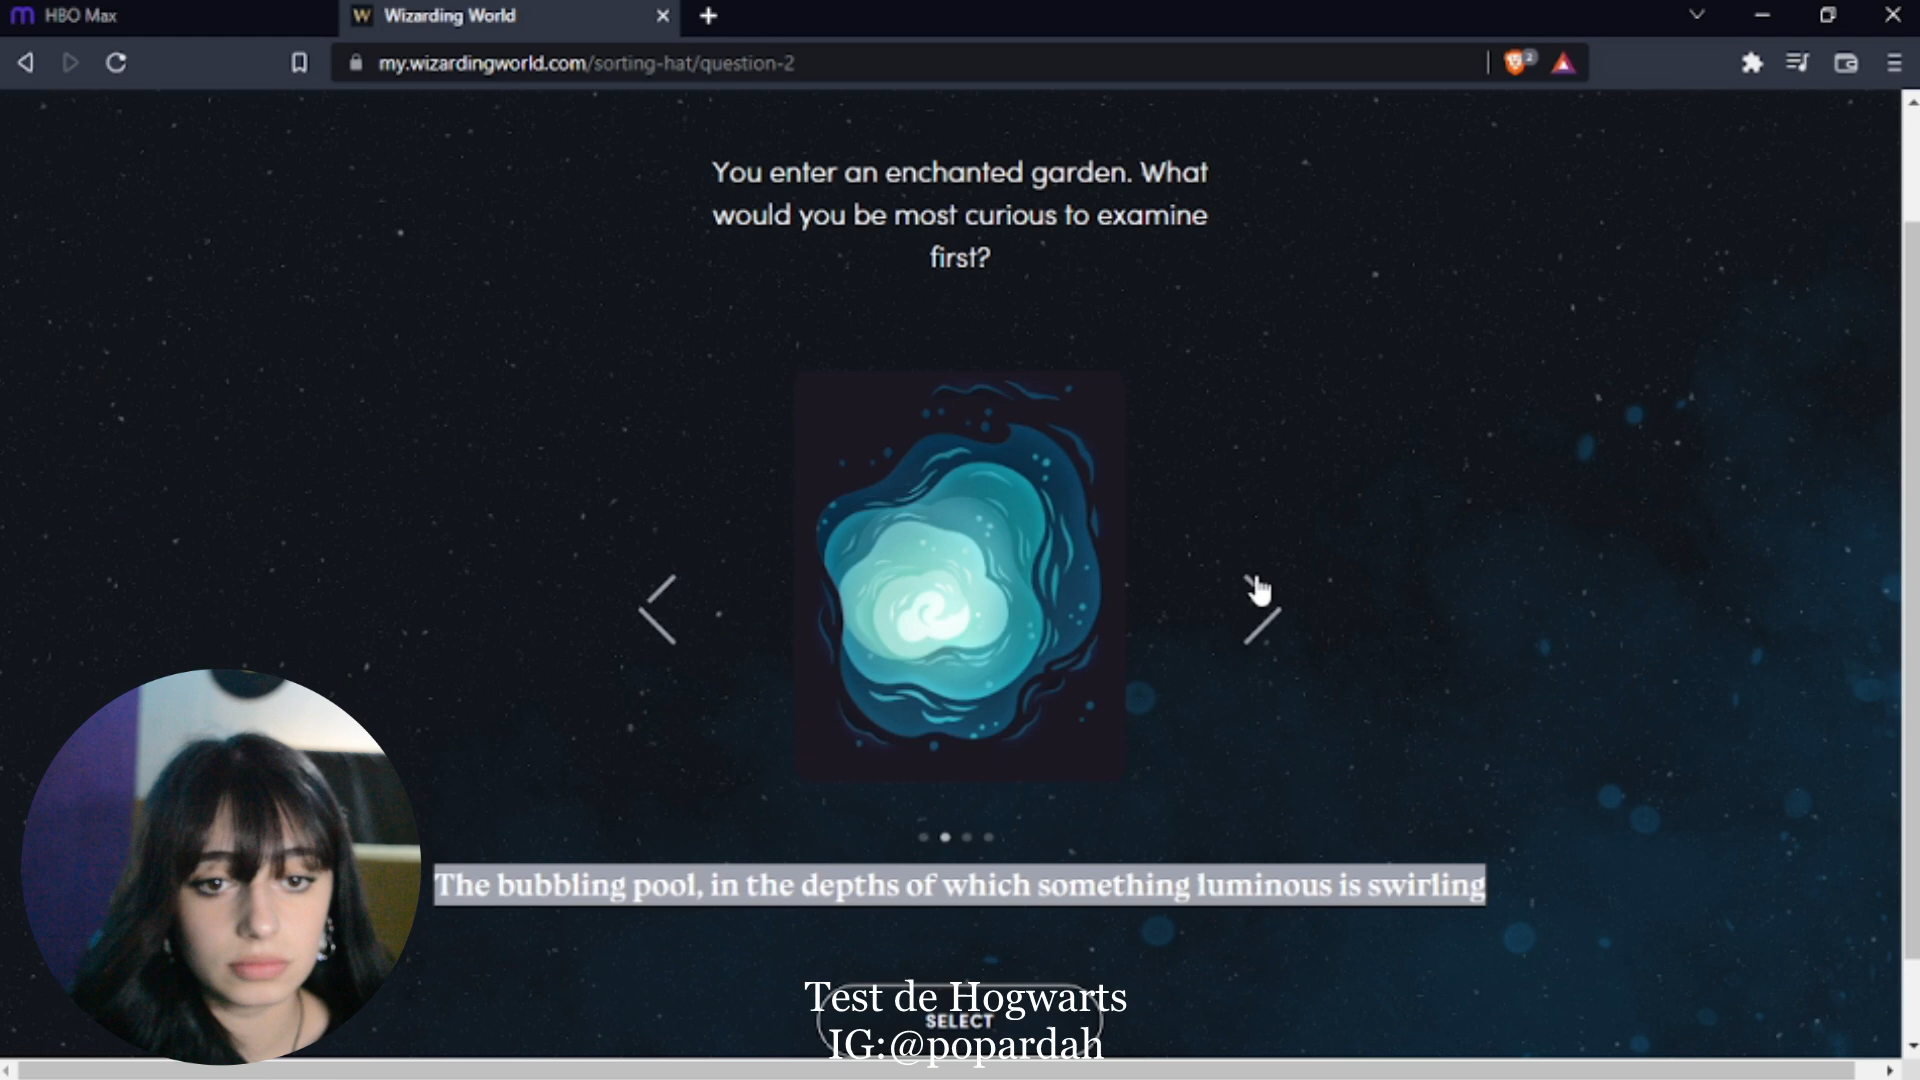 HBO Max
Wizarding World
my.wizardingworld.com/sorting-hat/question-2
2
You enter an enchanted garden. What
would you be most curious to examine
first?
The bubbling pool, in the depths of which something luminous is swirling
Test de Hogwarts
SELECT
IG:@popardah